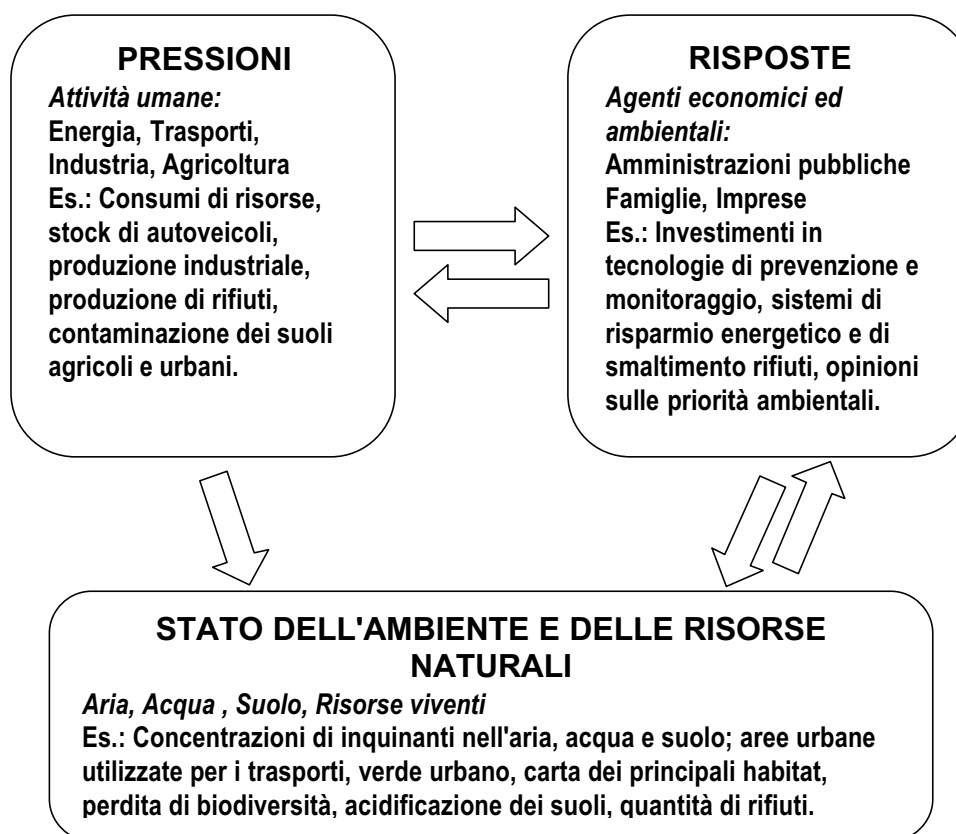 PRESSIONI
Attività umane:
Energia, Trasporti,
Industria, Agricoltura
Es.: Consumi di risorse,
stock di autoveicoli,
produzione industriale,
produzione di rifiuti,
contaminazione dei suoli
agricoli e urbani.
RISPOSTE
Agenti economici ed
ambientali:
Amministrazioni pubbliche
Famiglie, Imprese
Es.: Investimenti in
tecnologie di prevenzione e
monitoraggio, sistemi di
risparmio energetico e di
smaltimento rifiuti, opinioni
sulle priorità ambientali.
STATO DELL'AMBIENTE E DELLE RISORSE
NATURALI
Aria, Acqua , Suolo, Risorse viventi
Es.: Concentrazioni di inquinanti nell'aria, acqua e suolo; aree urbane
utilizzate per i trasporti, verde urbano, carta dei principali habitat,
perdita di biodiversità, acidificazione dei suoli, quantità di rifiuti.